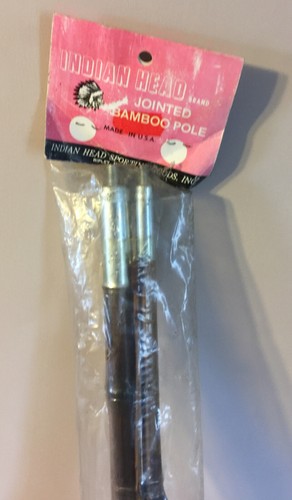 INDIAN HEAD BRAND
JOINTED
BAMBOO POLE
MADE IN U.S.A.
INDIAN HEAD SPORTING GOODS, INC.